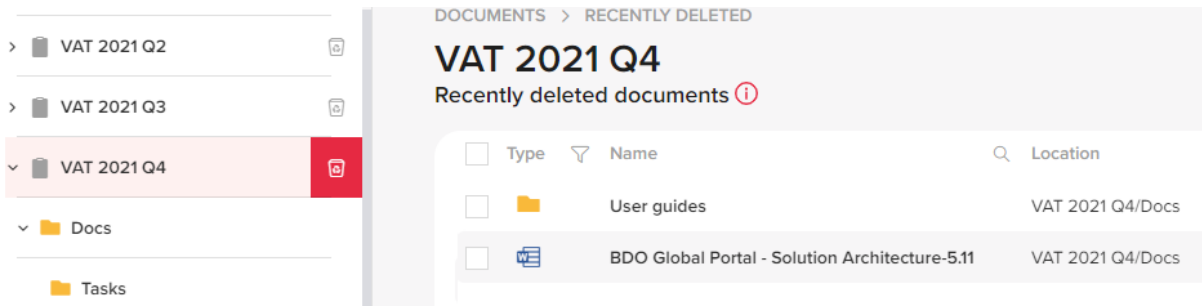 VAT 2021 Q2
VAT 2021 Q3
VAT 2021 Q4
Docs
Tasks
DOCUMENTS > RECENTLY DELETED
VAT 2021 Q4
Recently deleted documents
Type Name Location
User guides VAT 2021 Q4/Docs
BDO Global Portal - Solution Architecture-5.11 VAT 2021 Q4/Docs